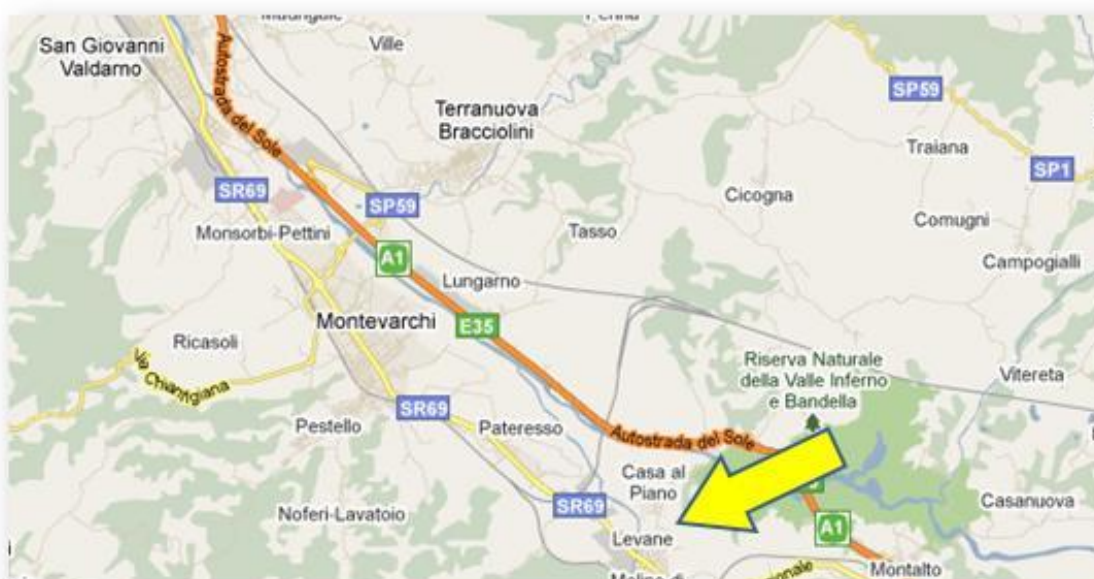 San Giovanni
Valdarno
Ville
Autostrada del Sole
Terranuova
Bracciolini
SP59
Traiana
SP1
SR69
SP59
Cicogna
Comugni
Monsorbi-Pettini
Tasso
Campogialli
A1
Lungarno
Montevarchi
E35
Ricasoli
Via Chiantigiana
Riserva Naturale
della Valle Inferno
e Bandella
Vitereta
SR69
Pestello
Pateresso
Autostrada del Sole
Casa al
Piano
SR69
Noferi-Lavatoio
Casanuova
Levane
A1
Montalto